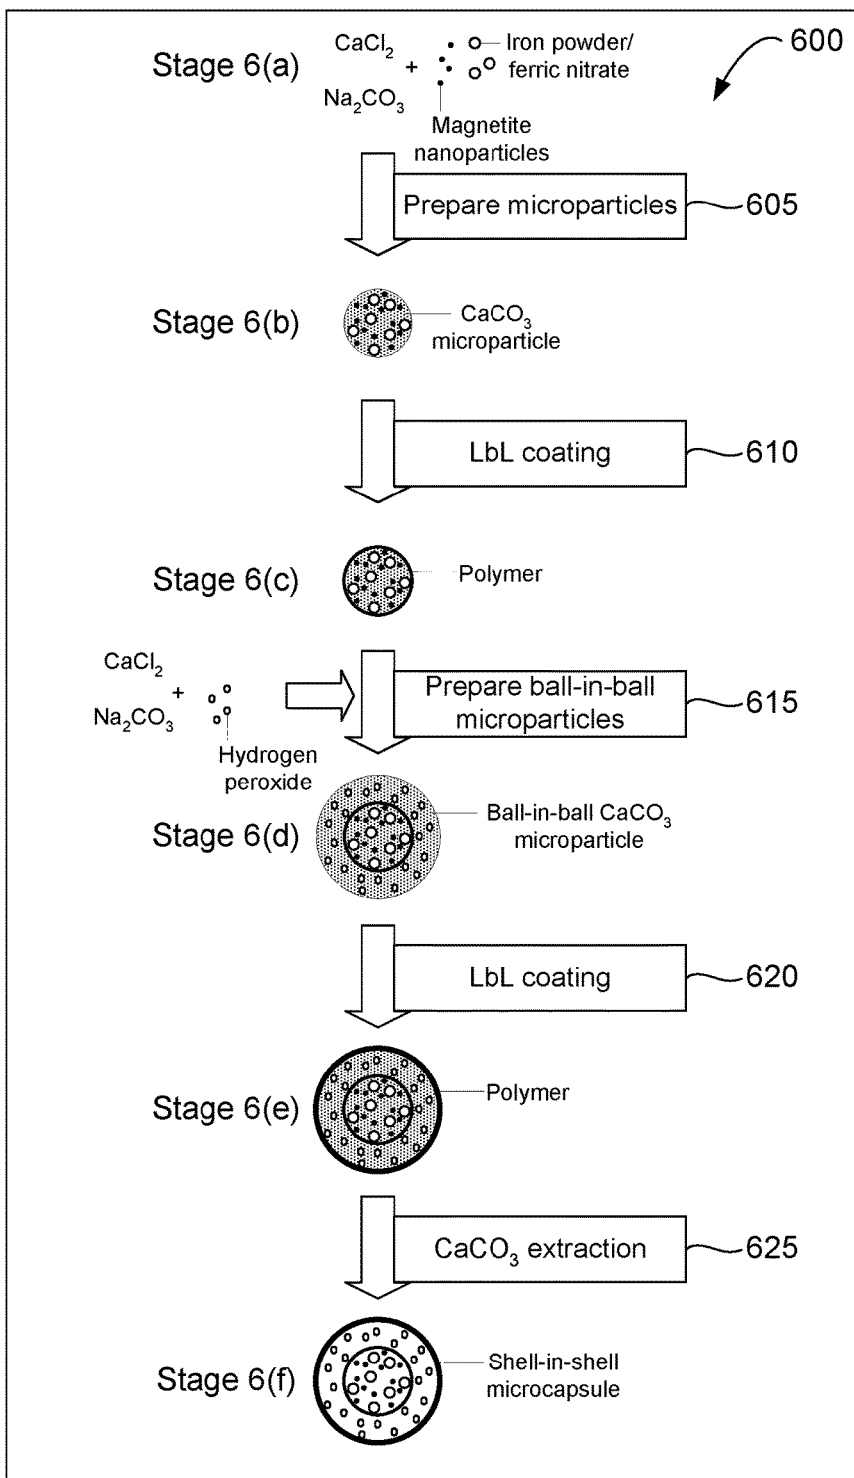 Stage 6(a)
CaCl2
+
Na2CO3
Iron powder/
ferric nitrate
Magnetite
nanoparticles
600
Prepare microparticles
605
Stage 6(b)
CaCO3
microparticle
LbL coating
610
Stage 6(c)
Polymer
CaCl2
+
Na2CO3
Hydrogen
peroxide
Prepare ball-in-ball
microparticles
615
Stage 6(d)
Ball-in-ball CaCO3
microparticle
LbL coating
620
Stage 6(e)
Polymer
CaCO3 extraction
625
Stage 6(f)
Shell-in-shell
microcapsule